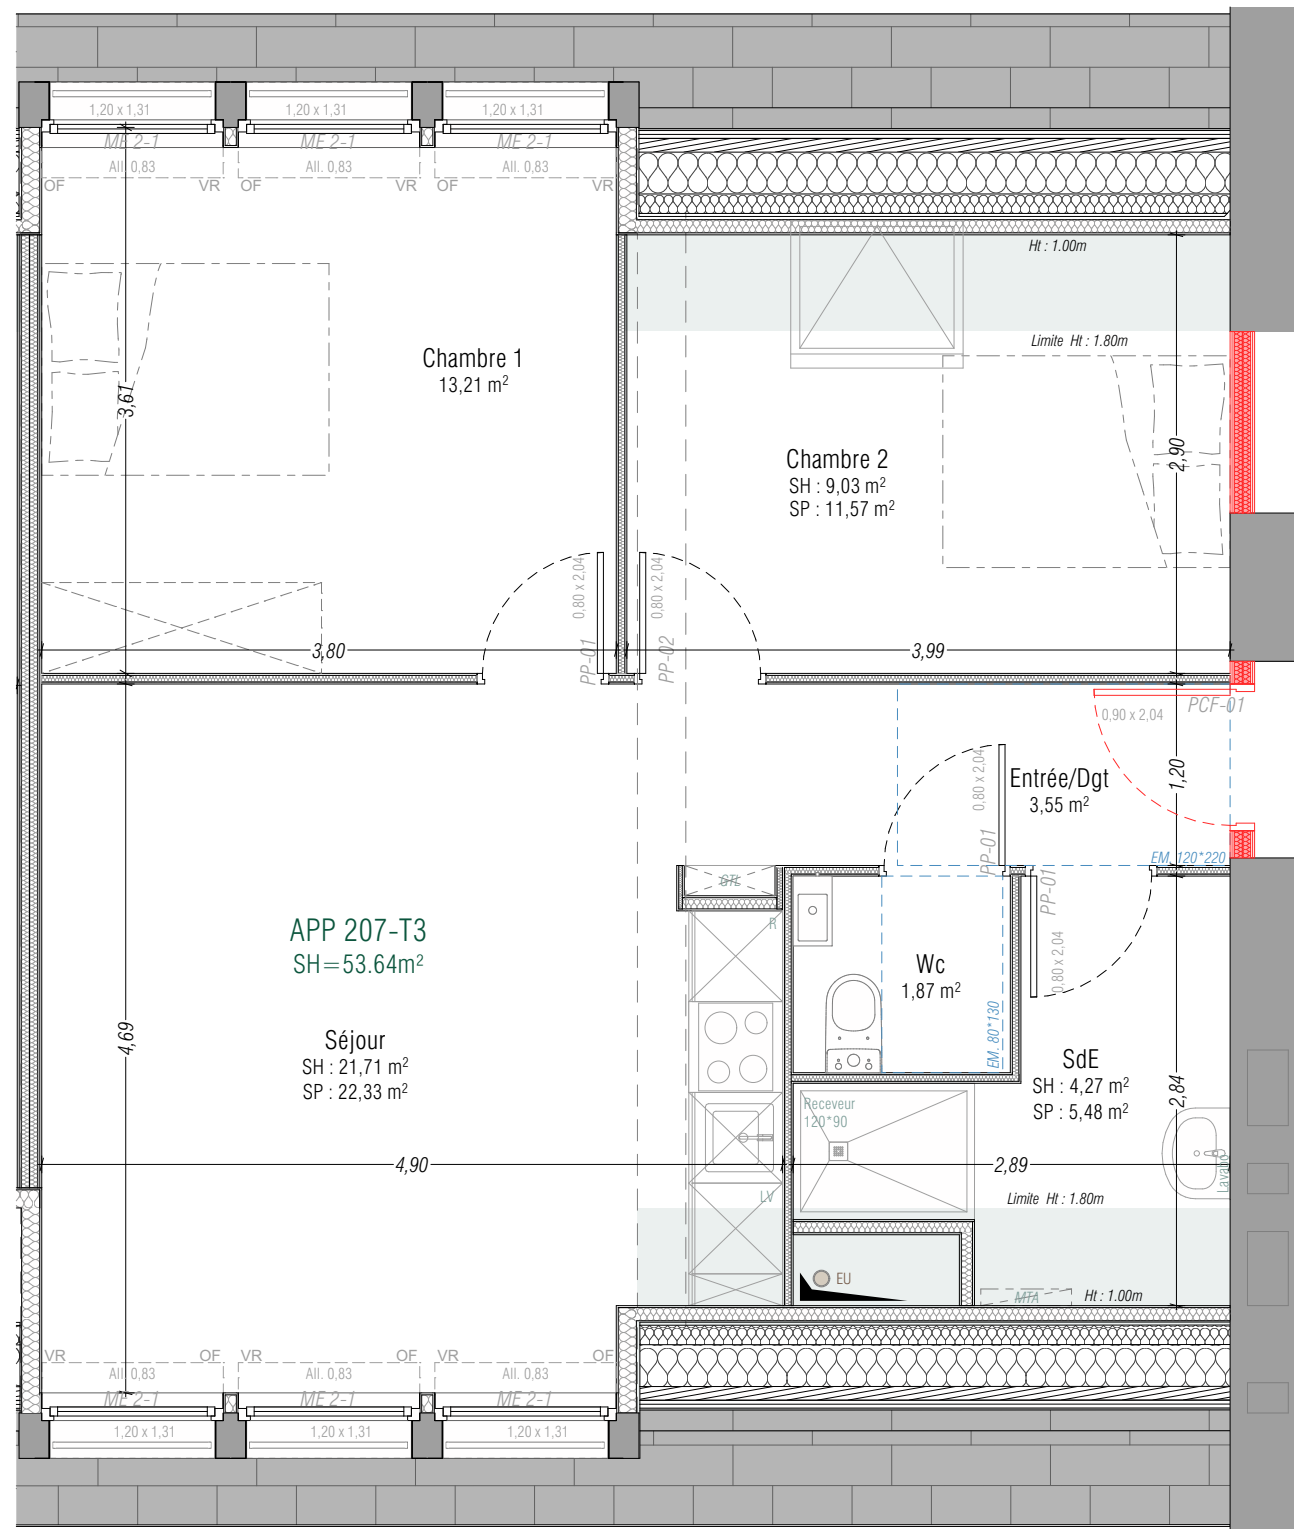 1,20 x 1,31
1,20 x 1,31
1,20 x 1,31
ME 2-1
ME 2-1
ME 2-1
All. 0,83
All. 0,83
All. 0,83
OF
VR
OF
VR
OF
VR
Ht : 1.00m
Limite Ht : 1.80m
Chambre 1
13,21 m²
3,61
Chambre 2
SH : 9,03 m²
SP : 11,57 m²
2,90
0,80 x 2,04
0,80 x 2,04
PP-01
PP-02
3,80
3,99
PCF-01
0,90 x 2,04
0,80 x 2,04
Entrée/Dgt
3,55 m²
1,20
PP-01
EM. 120*220
GTL
PP-01
R
APP 207-T3
SH=53.64m²
Wc
1,87 m²
0,80 x 2,04
EM. 80*130
4,69
Séjour
SH : 21,71 m²
SP : 22,33 m²
SdE
SH : 4,27 m²
SP : 5,48 m²
2,84
Receveur
120*90
4,90
2,89
Lavabo
LV
Limite Ht : 1.80m
EU
MTA
Ht : 1.00m
VR
OF
VR
OF
VR
OF
All. 0,83
All. 0,83
All. 0,83
ME 2-1
ME 2-1
ME 2-1
1,20 x 1,31
1,20 x 1,31
1,20 x 1,31